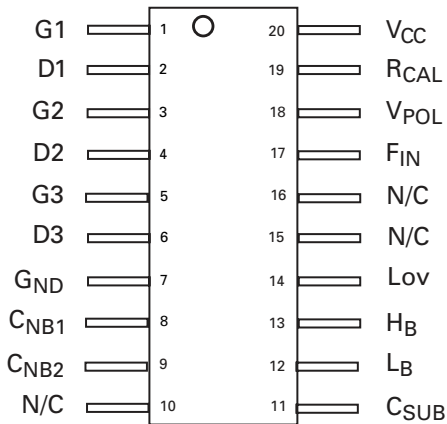 G1 1 20 VCC
D1 2 19 RCAL
G2 3 18 VPOL
D2 4 17 FIN
G3 5 16 N/C
D3 6 15 N/C
GND 7 14 Lov
CNB1 8 13 HB
CNB2 9 12 LB
N/C 10 11 CSUB